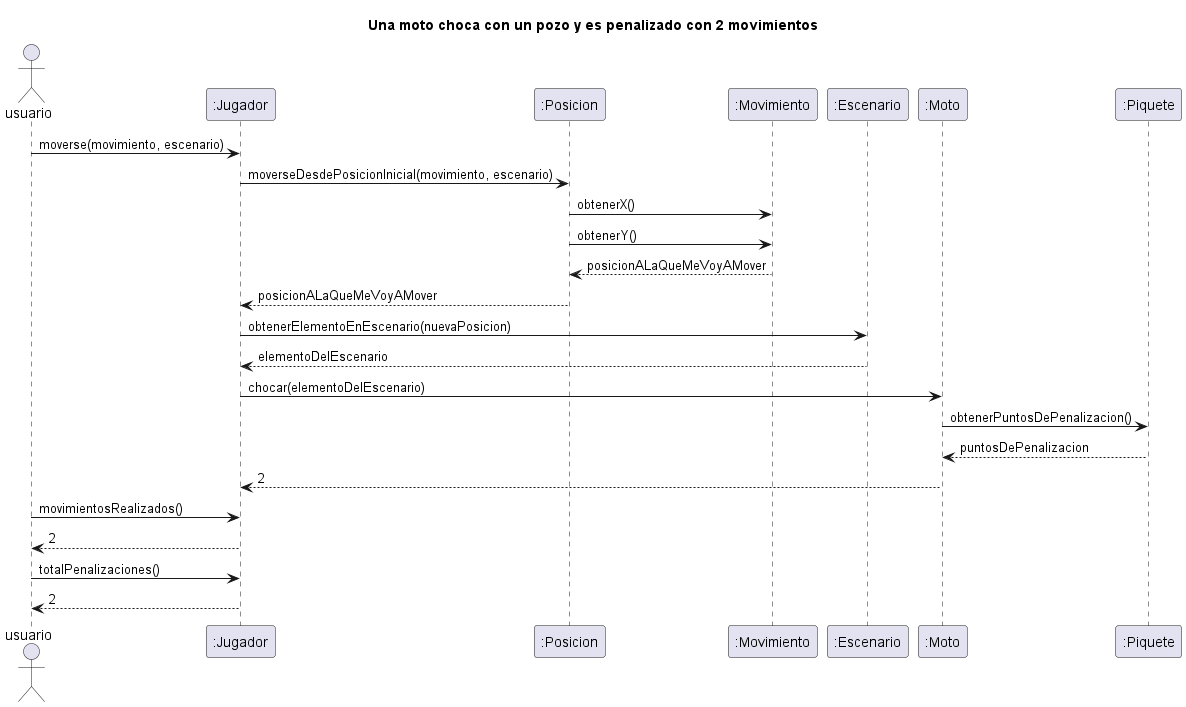 Una moto choca con un pozo y es penalizado con 2 movimientos
usuario
:Jugador
:Posicion
:Movimiento
:Escenario
:Moto
:Piquete
moverse(movimiento, escenario)
moverseDesdePosicionInicial(movimiento, escenario)
obtenerX()
obtenerY()
posicionALaQueMeVoyAMover
posicionALaQueMeVoyAMover
obtenerElementoEnEscenario(nuevaPosicion)
elementoDelEscenario
chocar(elementoDelEscenario)
obtenerPuntosDePenalizacion()
puntosDePenalizacion
2
movimientosRealizados()
2
totalPenalizaciones()
2
usuario
:Jugador
:Posicion
:Movimiento
:Escenario
:Moto
:Piquete